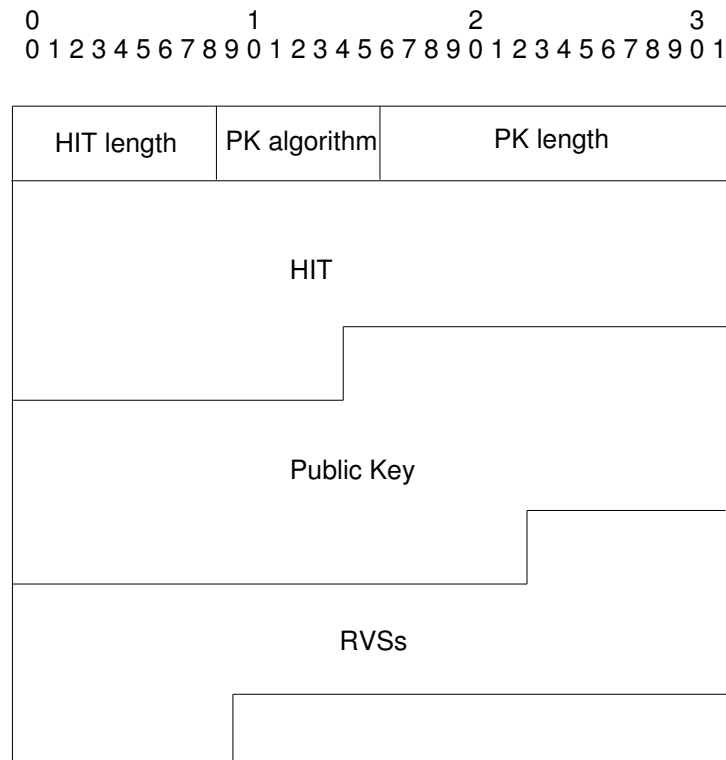 0 1 2 3
0 1 2 3 4 5 6 7 8 9 0 1 2 3 4 5 6 7 8 9 0 1 2 3 4 5 6 7 8 9 0 1
HIT length PK algorithm PK length
HIT
Public Key
RVSs